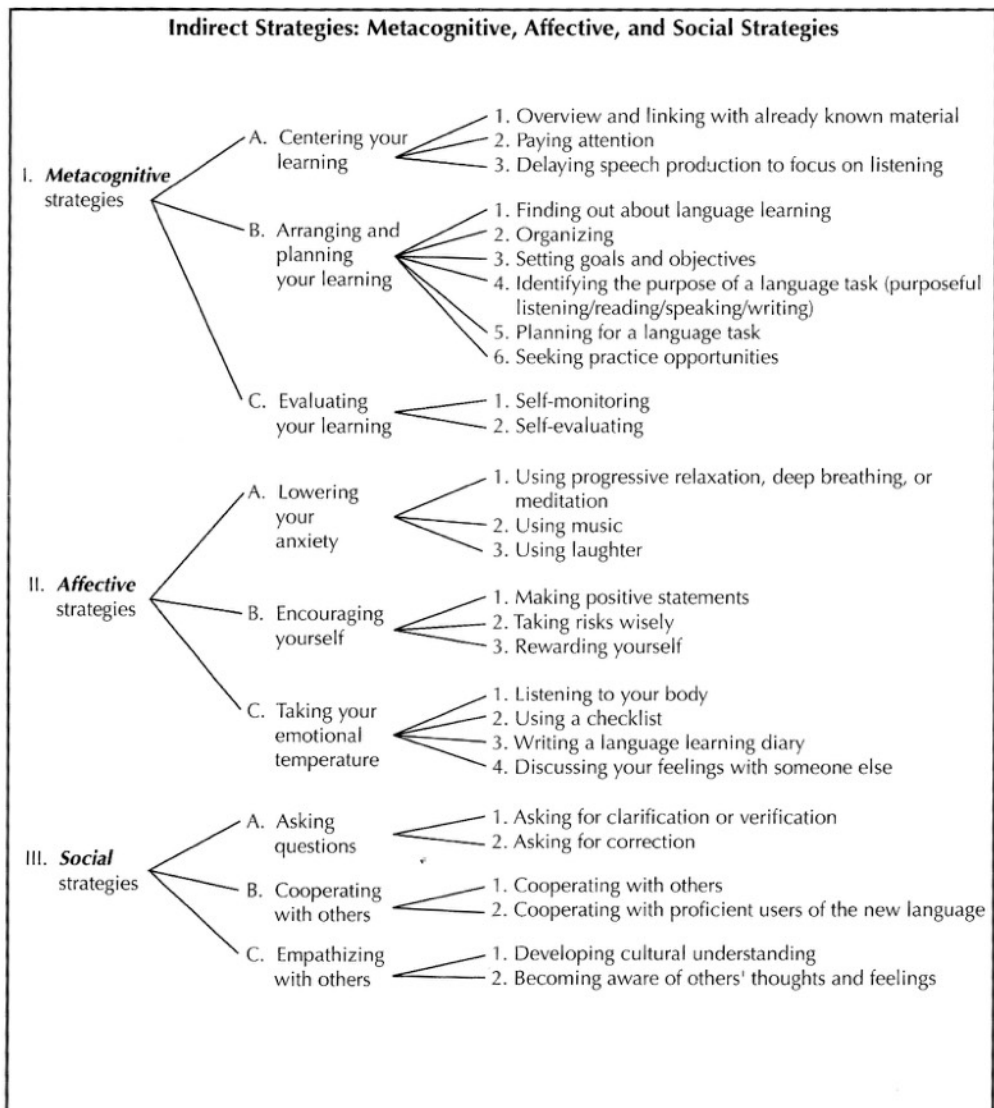 Indirect Strategies: Metacognitive, Affective, and Social Strategies
I. Metacognitive
strategies
A. Centering your
learning
1. Overview and linking with already known material
2. Paying attention
3. Delaying speech production to focus on listening
B. Arranging and
planning
your learning
1. Finding out about language learning
2. Organizing
3. Setting goals and objectives
4. Identifying the purpose of a language task (purposeful
listening/reading/speaking/writing)
5. Planning for a language task
6. Seeking practice opportunities
C. Evaluating
your learning
1. Self-monitoring
2. Self-evaluating
II. Affective
strategies
A. Lowering
your
anxiety
1. Using progressive relaxation, deep breathing, or
meditation
2. Using music
3. Using laughter
B. Encouraging
yourself
1. Making positive statements
2. Taking risks wisely
3. Rewarding yourself
C. Taking your
emotional
temperature
1. Listening to your body
2. Using a checklist
3. Writing a language learning diary
4. Discussing your feelings with someone else
III. Social
strategies
A. Asking
questions
1. Asking for clarification or verification
2. Asking for correction
B. Cooperating
with others
1. Cooperating with others
2. Cooperating with proficient users of the new language
C. Empathizing
with others
1. Developing cultural understanding
2. Becoming aware of others' thoughts and feelings